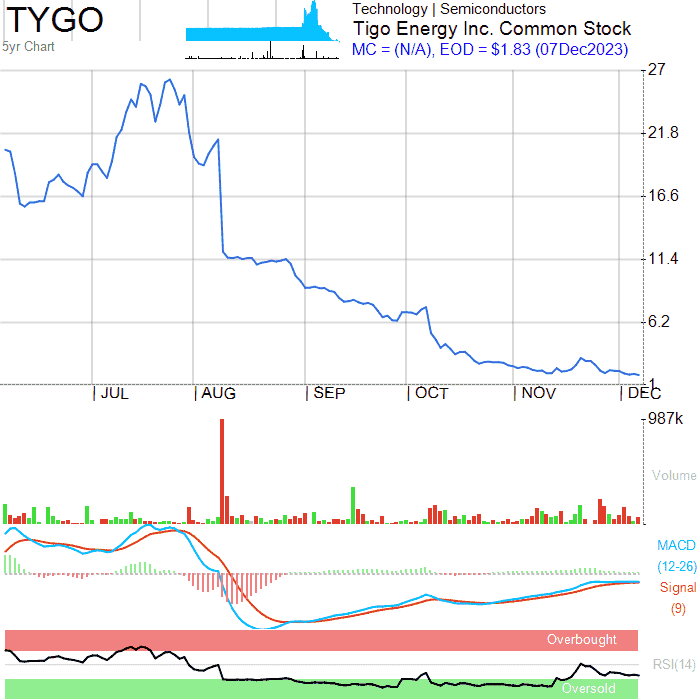 TYGO
5yr Chart
Technology | Semiconductors
Tigo Energy Inc. Common Stock
MC = (N/A), EOD = $1.83 (07Dec2023)
27
21.8
16.6
11.4
6.2
1
JUL
AUG
SEP
OCT
NOV
DEC
987k
Volume
MACD
(12-26)
Signal
(9)
Overbought
RSI(14)
Oversold